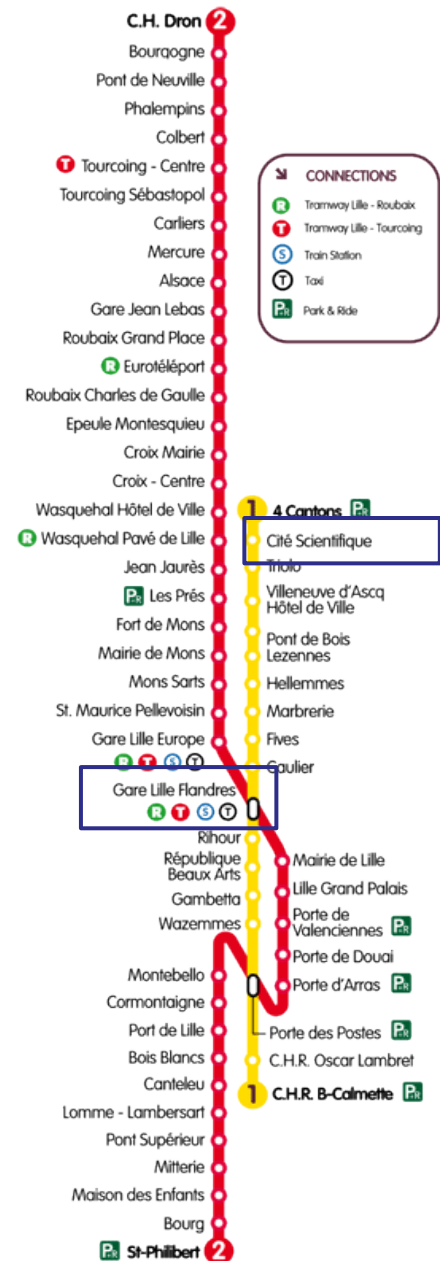 C.H. Dron 2
Bourgogne
Pont de Neuville
Phalempins
Colbert
T Tourcoing - Centre
Tourcoing Sébastopol
Carliers
Mercure
Alsace
Gare Jean Lebas
Roubaix Grand Place
R Eurotéléport
Roubaix Charles de Gaulle
Epeule Montesquieu
Croix Mairie
Croix - Centre
Wasquehal Hôtel de Ville
R Wasquehal Pavé de Lille
Jean Jaurès
P+R Les Prés
Fort de Mons
Mairie de Mons
Mons Sarts
St. Maurice Pellevoisin
Gare Lille Europe
R T S T
Gare Lille Flandres
R T S T
Rihour
République
Beaux Arts
Gambetta
Wazemmes
Montebello
Cormontaigne
Port de Lille
Bois Blancs
Canteleu
Lomme - Lambersart
Pont Supérieur
Mitterie
Maison des Enfants
Bourg
P+R St-Philibert 2
CONNECTIONS
R Tramway Lille - Roubaix
T Tramway Lille - Tourcoing
S Train Station
T Taxi
P+R Park & Ride
1 4 Cantons P+R
Cité Scientifique
Triolo
Villeneuve d'Ascq
Hôtel de Ville
Pont de Bois
Lezennes
Hellemmes
Marbrerie
Fives
Caulier
Mairie de Lille
Lille Grand Palais
Porte de
Valenciennes P+R
Porte de Douai
Porte d'Arras P+R
Porte des Postes P+R
C.H.R. Oscar Lambret
1 C.H.R. B-Calmette P+R